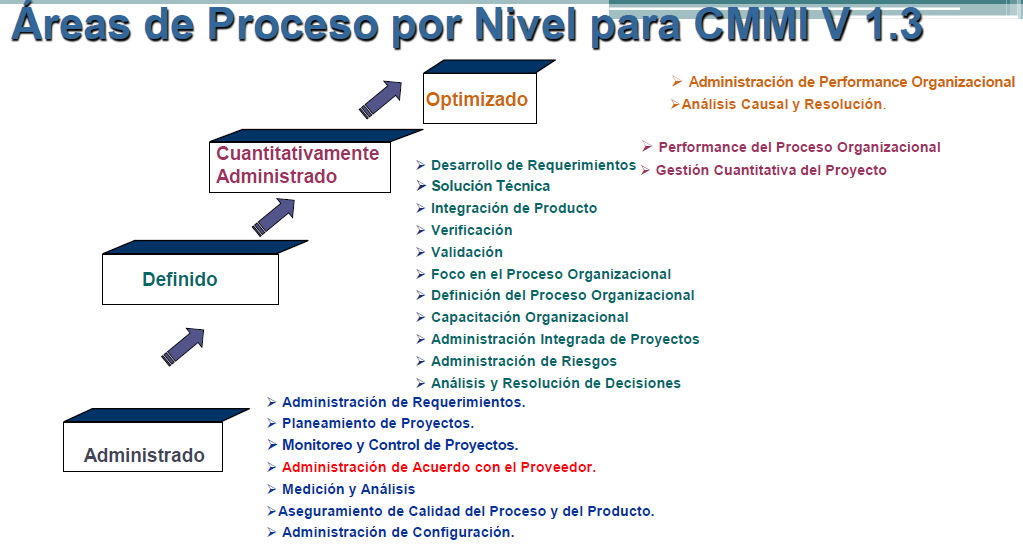 Áreas de Proceso por Nivel para CMMI V 1.3
Optimizado
➢ Administración de Performance Organizacional
➢Análisis Causal y Resolución.
Cuantitativamente
Administrado
➢ Performance del Proceso Organizacional
➢ Gestión Cuantitativa del Proyecto
Definido
➢ Desarrollo de Requerimientos
➢ Solución Técnica
➢ Integración de Producto
➢ Verificación
➢ Validación
➢ Foco en el Proceso Organizacional
➢ Definición del Proceso Organizacional
➢ Capacitación Organizacional
➢ Administración Integrada de Proyectos
➢ Administración de Riesgos
➢ Análisis y Resolución de Decisiones
Administrado
➢ Administración de Requerimientos.
➢ Planeamiento de Proyectos.
➢ Monitoreo y Control de Proyectos.
➢ Administración de Acuerdo con el Proveedor.
➢ Medición y Análisis
➢Aseguramiento de Calidad del Proceso y del Producto.
➢ Administración de Configuración.